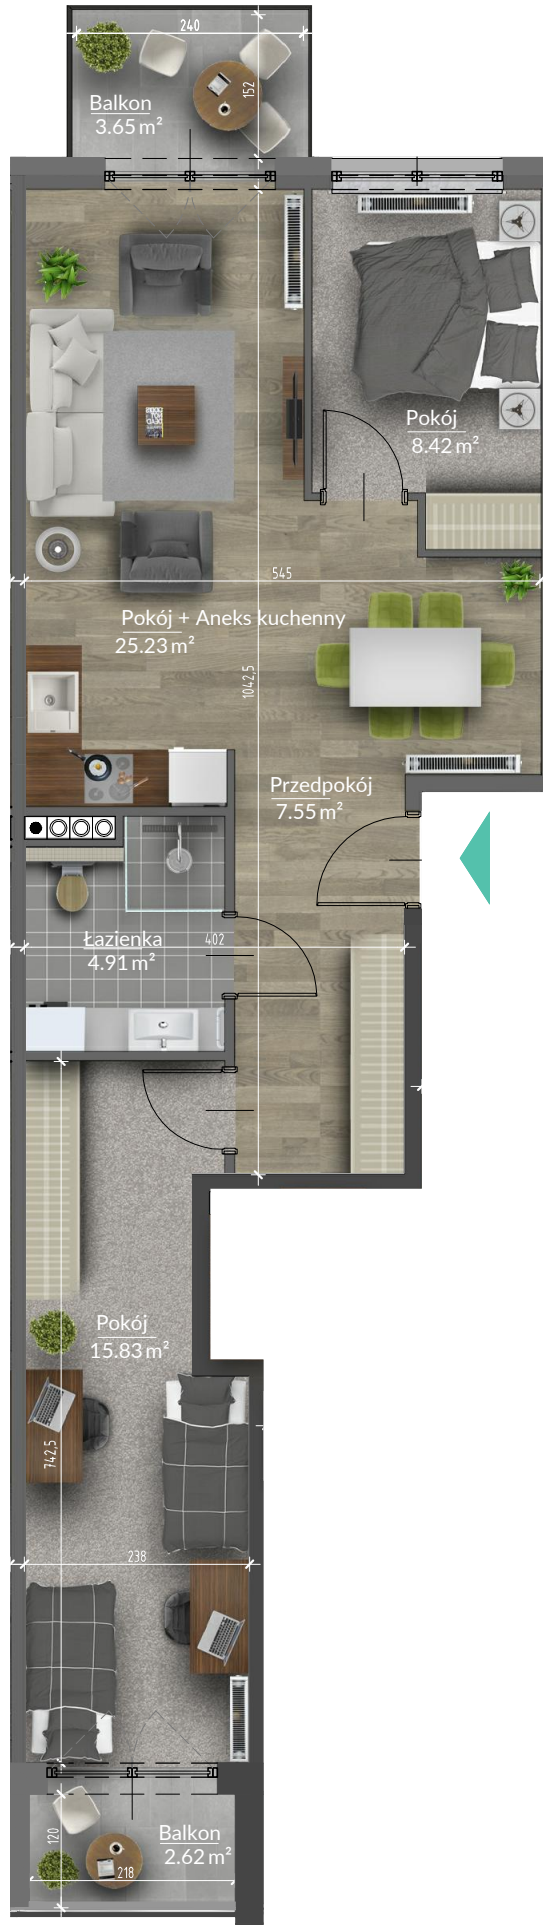 240
152
Balkon
3.65 m²
Pokój
8.42 m²
545
Pokój + Aneks kuchenny
25.23 m²
1042,5
Przedpokój
7.55 m²
Łazienka
402
4.91 m²
Pokój
15.83 m²
742,5
238
Balkon
2.62 m²
120
218